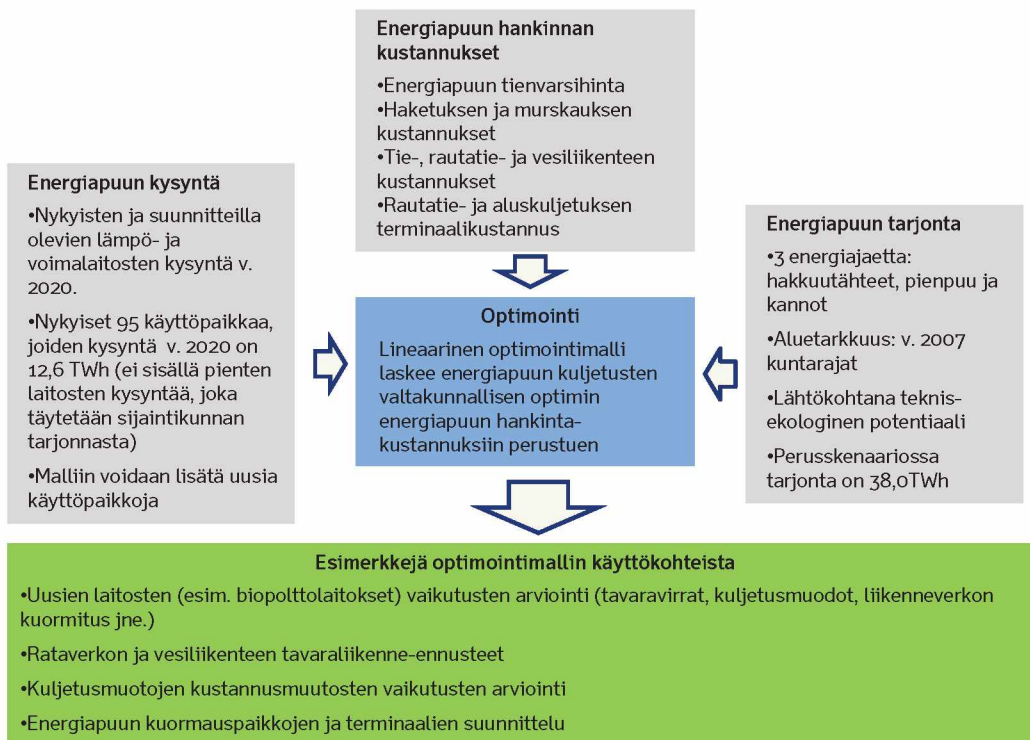 Energiapuun hankinnan
kustannukset
•Energiapuun tienvarsihinta
•Haketuksen ja murskauksen
kustannukset
•Tie-, rautatie- ja vesiliikenteen
kustannukset
•Rautatie- ja aluskuljetuksen
terminaalikustannus
Energiapuun kysyntä
•Nykyisten ja suunnitteilla
olevien lämpö- ja
voimalaitosten kysyntä v.
2020.
•Nykyiset 95 käyttöpaikkaa,
joiden kysyntä v. 2020 on
12,6 TWh (ei sisällä pienten
laitosten kysyntää, joka
täytetään sijaintikunnan
tarjonnasta)
•Malliin voidaan lisätä uusia
käyttöpaikkoja
Optimointi
Lineaarinen optimointimalli
laskee energiapuun kuljetusten
valtakunnallisen optimin
energiapuun hankinta-
kustannuksiin perustuen
Energiapuun tarjonta
•3 energiajaetta:
hakkuutähteet, pienpuu ja
kannot
•Aluetarkkuus: v. 2007
kuntarajat
•Lähtökohtana teknis-
ekologinen potentiaali
•Perusskenaariossa
tarjonta on 38,0TWh
Esimerkkejä optimointimallin käyttökohteista
•Uusien laitosten (esim. biopolttolaitokset) vaikutusten arviointi (tavaravirrat, kuljetusmuodot, liikenneverkon
kuormitus jne.)
•Rataverkon ja vesiliikenteen tavaraliikenne-ennusteet
•Kuljetusmuotojen kustannusmuutosten vaikutusten arviointi
•Energiapuun kuormauspaikkojen ja terminaalien suunnittelu